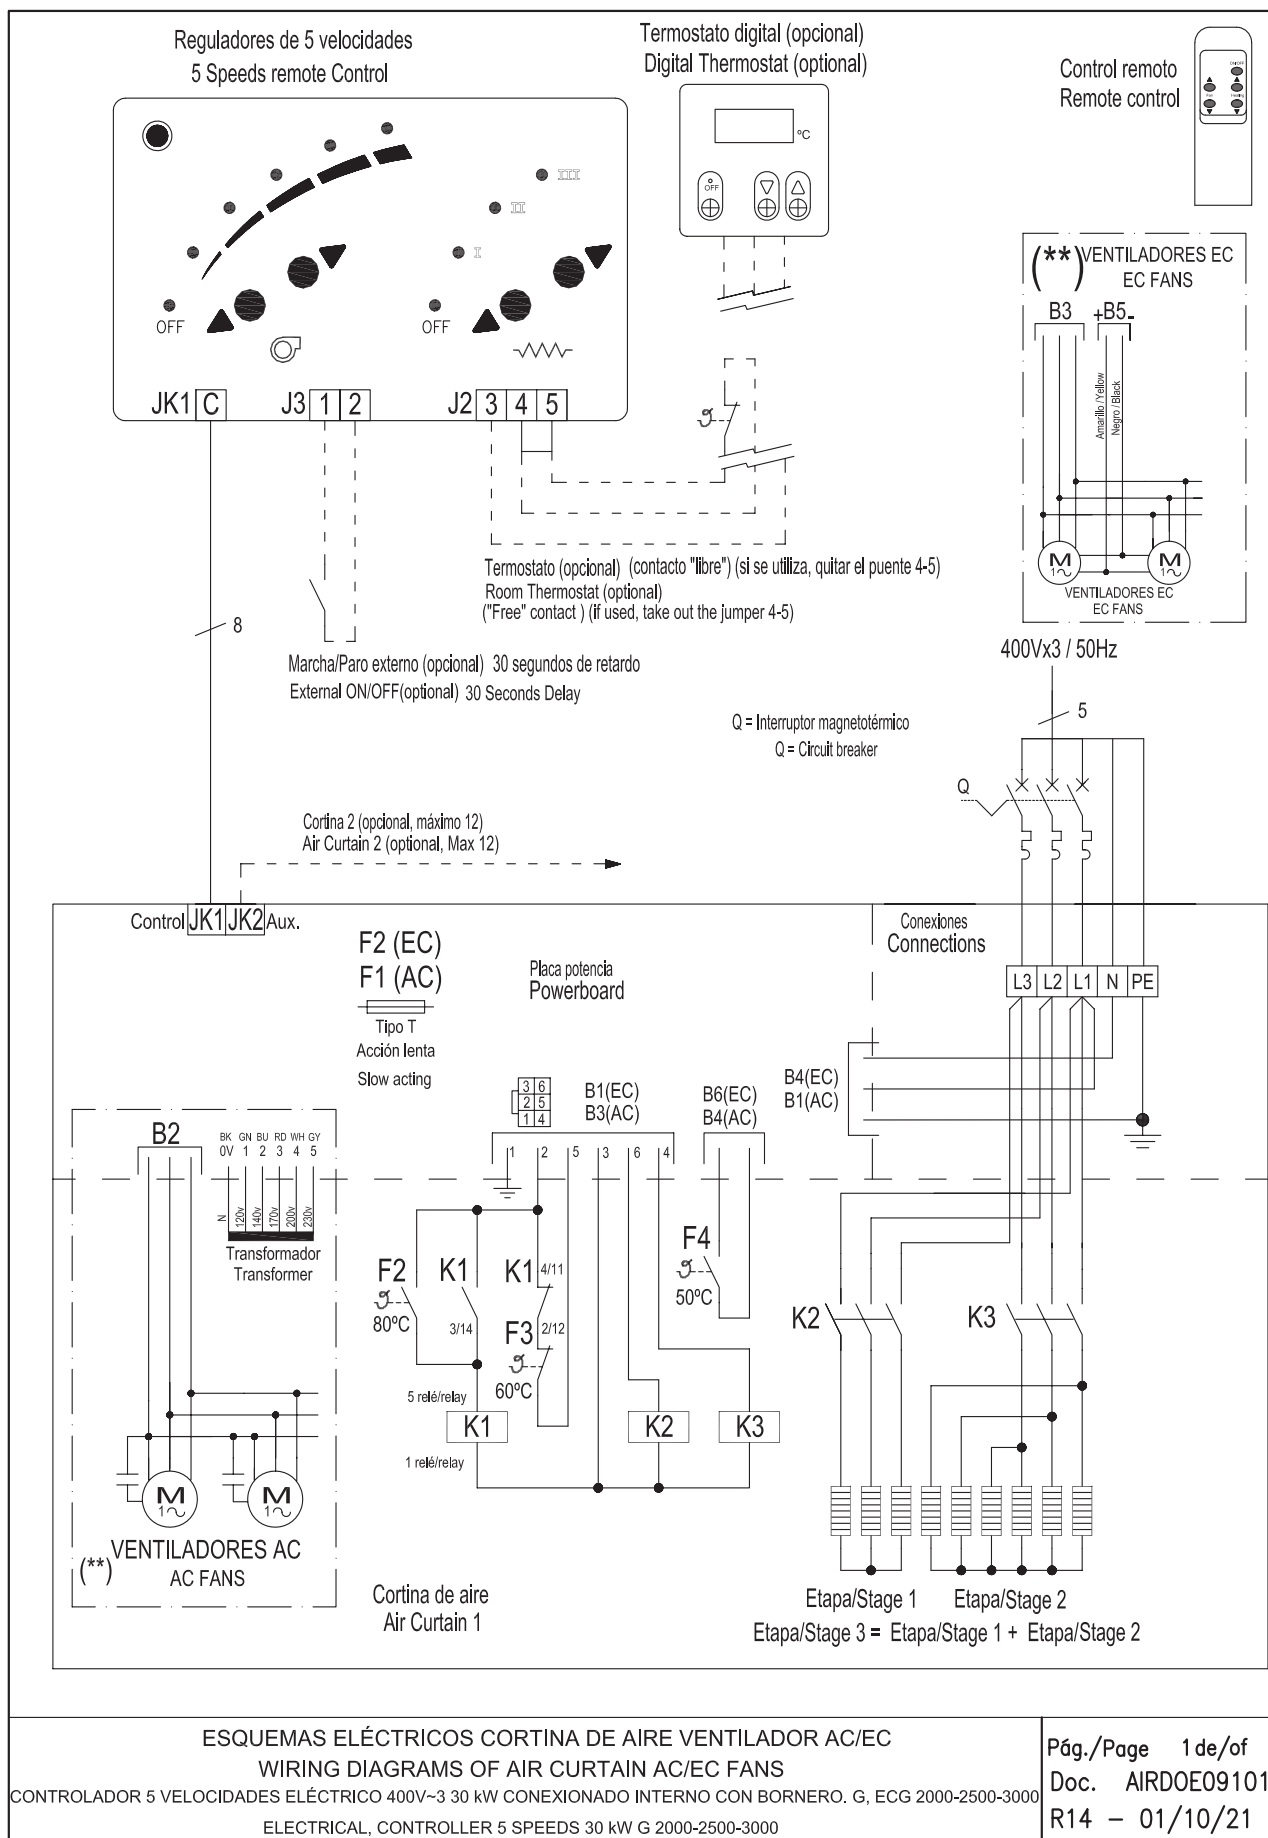 Reguladores de 5 velocidades
5 Speeds remote Control
Termostato digital (opcional)
Digital Thermostat (optional)
Control remoto
Remote control
ON/OFF
Fan
Heating
ºC
OFF
III
II
I
OFF
OFF
JK1 C
J3 1 2
J2 3 4 5
(**) VENTILADORES EC
EC FANS
B3
+B5-
Amarillo /Yellow
Negro / Black
M
1
M
1
VENTILADORES EC
EC FANS
Termostato (opcional) (contacto "libre") (si se utiliza, quitar el puente 4-5)
Room Thermostat (optional)
("Free" contact ) (if used, take out the jumper 4-5)
8
Marcha/Paro externo (opcional) 30 segundos de retardo
External ON/OFF(optional) 30 Seconds Delay
400Vx3 / 50Hz
5
Q = Interruptor magnetotérmico
Q = Circuit breaker
Q
Cortina 2 (opcional, máximo 12)
Air Curtain 2 (optional, Max 12)
Control JK1 JK2 Aux.
F2 (EC)
F1 (AC)
Tipo T
Acción lenta
Slow acting
Placa potencia
Powerboard
Conexiones
Connections
L3 L2 L1 N PE
3 6
2 5
1 4
B1(EC)
B3(AC)
B6(EC)
B4(AC)
B4(EC)
B1(AC)
1 2 5 3 6 4
B2
BK GN BU RD WH GY
0V 1 2 3 4 5
N 120v 140v 170v 200v 230v
Transformador
Transformer
F2
80ºC
K1
3/14
K1
4/11
2/12
F3
60ºC
F4
50ºC
K2
K3
5 relé/relay
K1
1 relé/relay
K2
K3
M
1
M
1
VENTILADORES AC
(**)
AC FANS
Cortina de aire
Air Curtain 1
Etapa/Stage 1
Etapa/Stage 2
Etapa/Stage 3 = Etapa/Stage 1 + Etapa/Stage 2
ESQUEMAS ELÉCTRICOS CORTINA DE AIRE VENTILADOR AC/EC
WIRING DIAGRAMS OF AIR CURTAIN AC/EC FANS
CONTROLADOR 5 VELOCIDADES ELÉCTRICO 400V~3 30 kW CONEXIONADO INTERNO CON BORNERO. G, ECG 2000-2500-3000
ELECTRICAL, CONTROLLER 5 SPEEDS 30 kW G 2000-2500-3000
Pág./Page 1 de/of
Doc. AIRDOE09101
R14 – 01/10/21